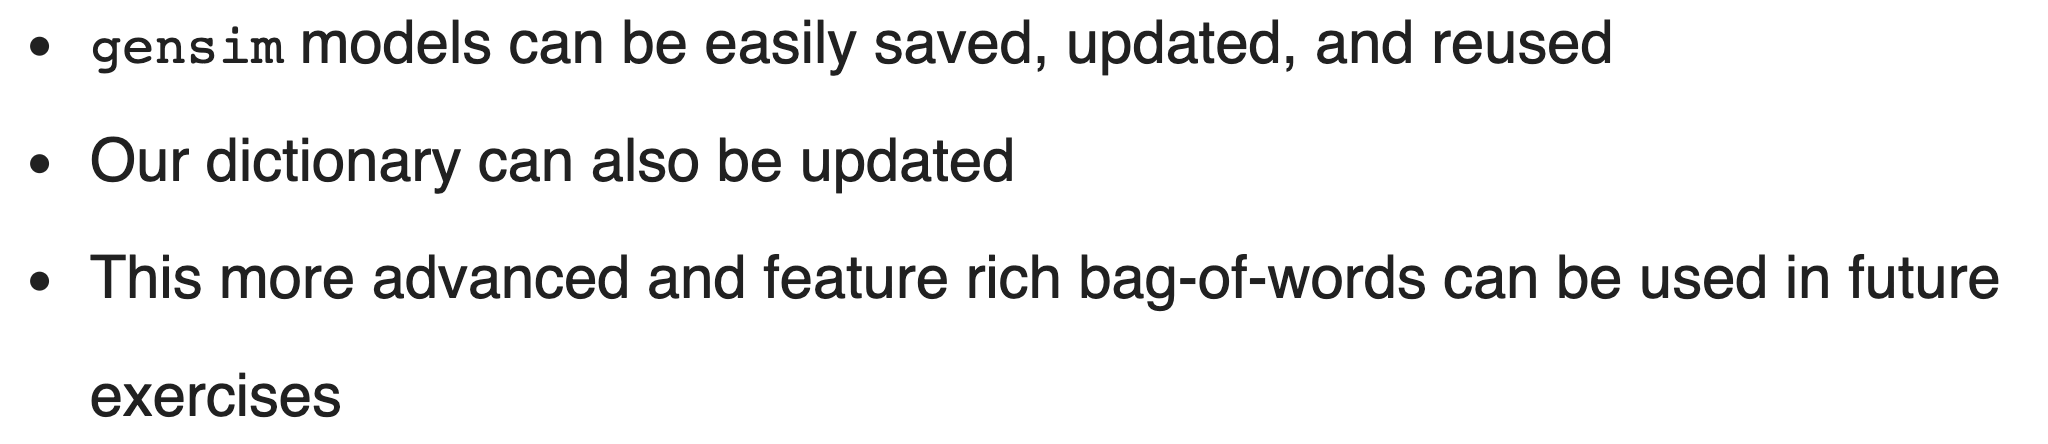 • gensim models can be easily saved, updated, and reused
• Our dictionary can also be updated
• This more advanced and feature rich bag-of-words can be used in future
exercises